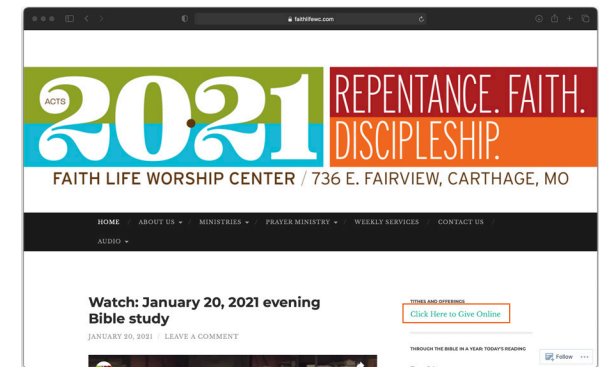 faithlifewc.com
ACTS
2021
REPENTANCE. FAITH.
DISCIPLESHIP.
FAITH LIFE WORSHIP CENTER / 736 E. FAIRVIEW, CARTHAGE, MO
HOME / ABOUT US / MINISTRIES / PRAYER MINISTRY / WEEKLY SERVICES / CONTACT US /
AUDIO
Watch: January 20, 2021 evening
Bible study
JANUARY 20, 2021 / LEAVE A COMMENT
TITHES AND OFFERINGS
Click Here to Give Online
THROUGH THE BIBLE IN A YEAR: TODAY'S READING
Follow